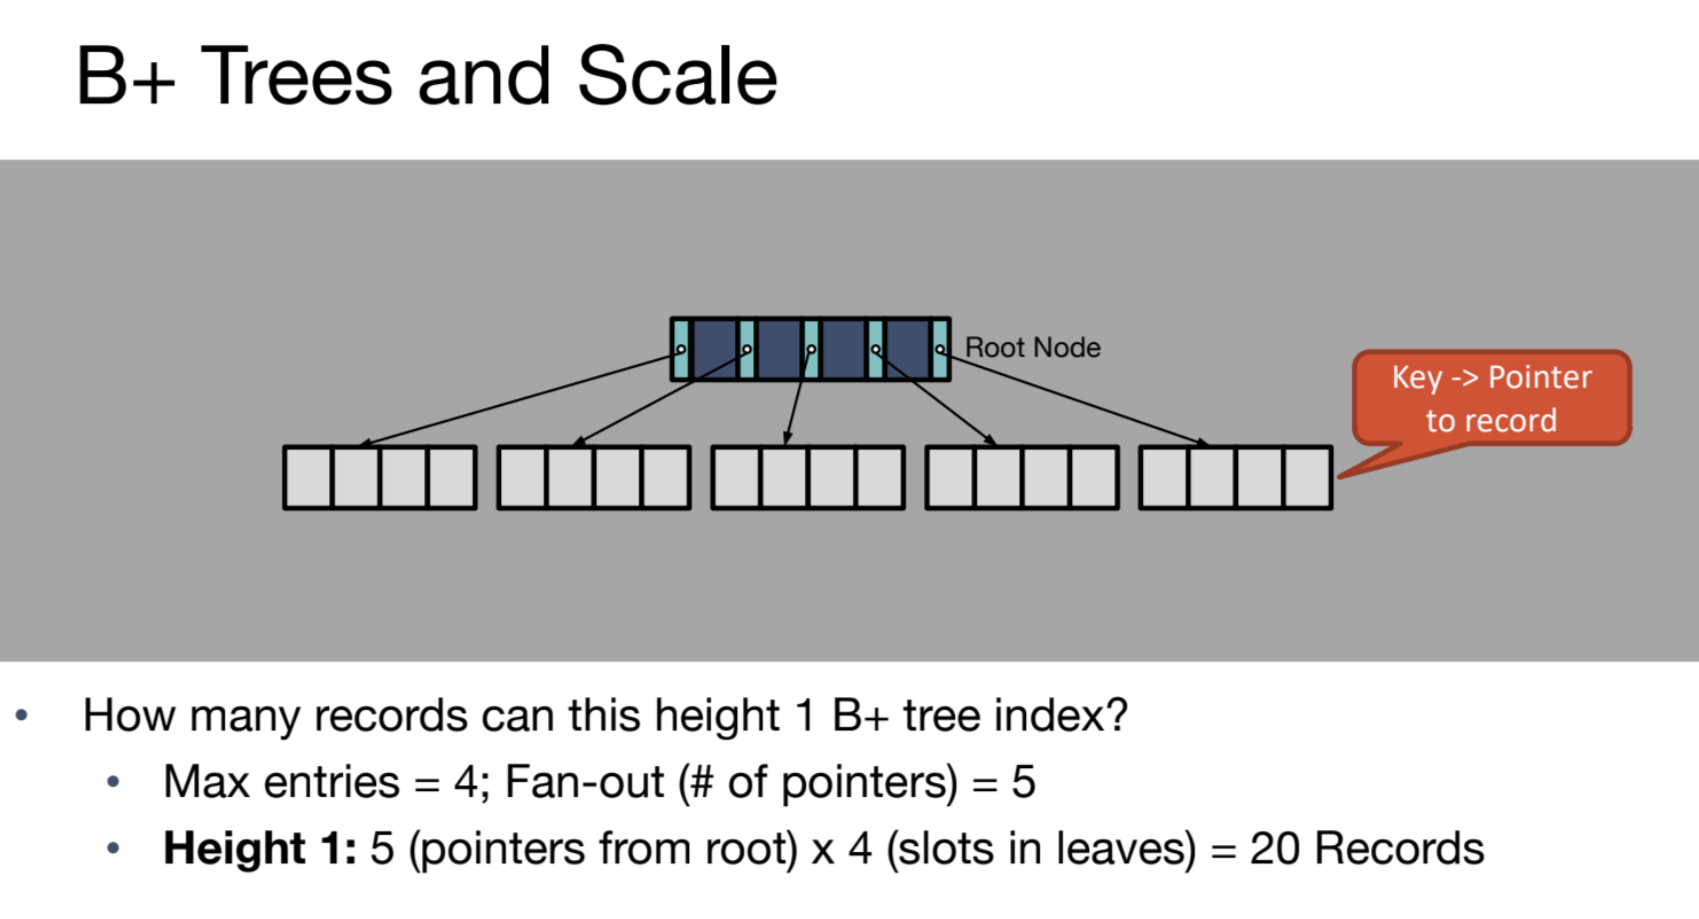 B+ Trees and Scale
Root Node
Key -> Pointer
to record
• How many records can this height 1 B+ tree index?
• Max entries = 4; Fan-out (# of pointers) = 5
• Height 1: 5 (pointers from root) x 4 (slots in leaves) = 20 Records